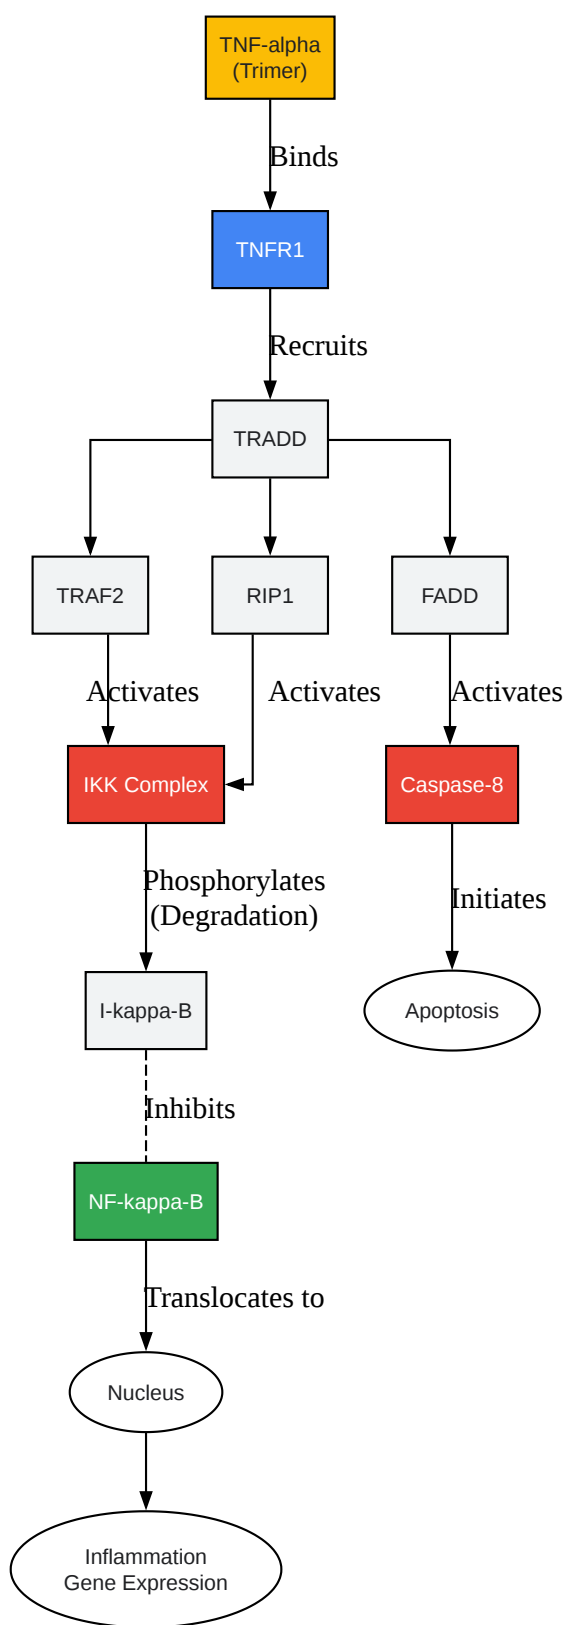 TNF-alpha
(Trimer)
Binds
TNFR1
Recruits
TRADD
TRAF2
RIP1
FADD
Activates
Activates
Activates
IKK Complex
Caspase-8
Phosphorylates
(Degradation)
Initiates
I-kappa-B
Apoptosis
Inhibits
NF-kappa-B
Translocates to
Nucleus
Inflammation
Gene Expression